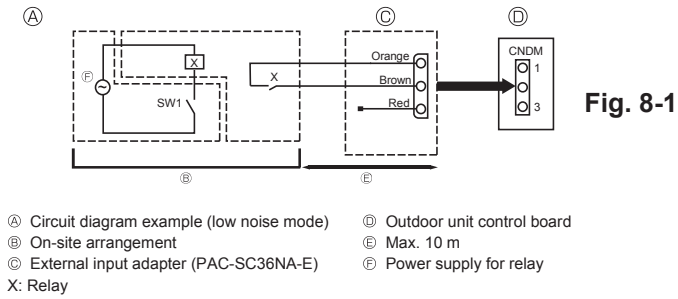 Ⓐ
Ⓒ
Ⓓ
CNDM
Orange
1
X
X
Ⓕ
Brown
SW1
Red
3
Fig. 8-1
Ⓑ
Ⓔ
Ⓐ Circuit diagram example (low noise mode)
Ⓑ On-site arrangement
Ⓒ External input adapter (PAC-SC36NA-E)
X: Relay
Ⓓ Outdoor unit control board
Ⓔ Max. 10 m
Ⓕ Power supply for relay